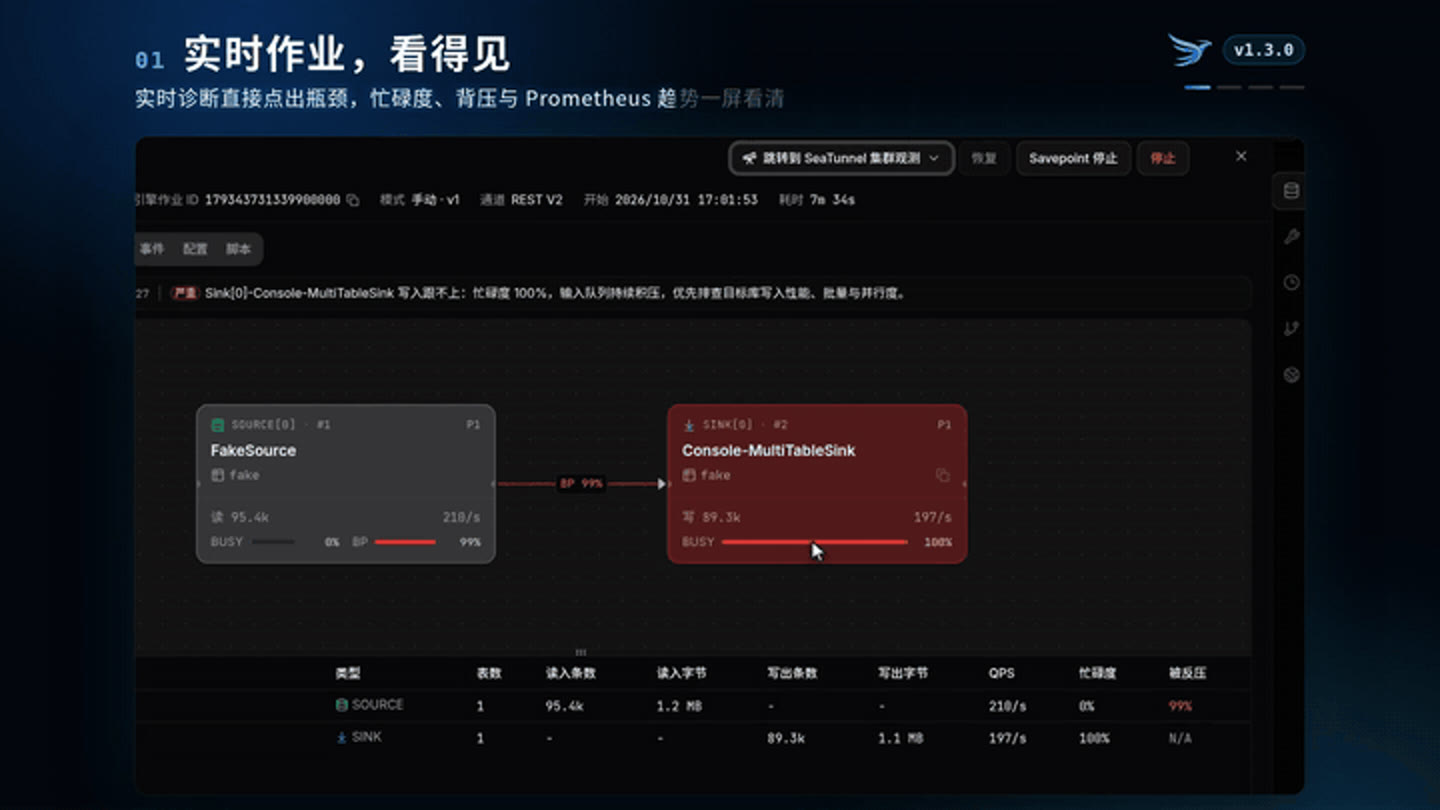 01 实时作业，看得见
v1.3.0
实时诊断直接点出瓶颈，忙碌度、背压与 Prometheus 趋势一屏看清
跳转到 SeaTunnel 集群观测 恢复 Savepoint 停止 停止
引擎作业 ID 179343731339900000 模式 手动 · v1 通道 REST V2 开始 2026/10/31 17:01:53 耗时 7m 34s
事件 配置 脚本
27 严重 Sink[0]-Console-MultiTableSink 写入跟不上：忙碌度 100%，输入队列持续积压，优先排查目标库写入性能、批量与并行度。
SOURCE[0] · #1 P1
FakeSource
fake
读 95.4k 210/s
BUSY 0% BP 99%
BP 99%
SINK[0] · #2 P1
Console-MultiTableSink
fake
写 89.3k 197/s
BUSY 100%
类型 表数 读入条数 读入字节 写出条数 写出字节 QPS 忙碌度 被反压
SOURCE 1 95.4k 1.2 MB - - 210/s 0% 99%
SINK 1 - - 89.3k 1.1 MB 197/s 100% N/A